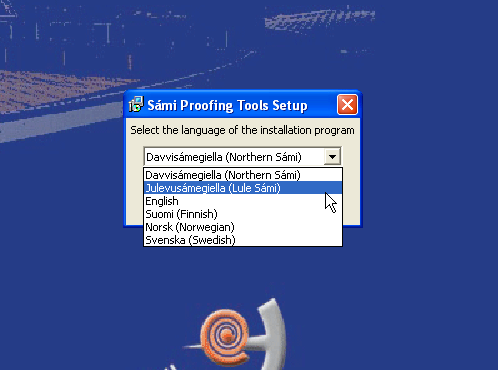 Sámi Proofing Tools Setup
Select the language of the installation program
Davvisámegiella (Northern Sámi)
Davvisámegiella (Northern Sámi)
Julevusámegiella (Lule Sámi)
English
Suomi (Finnish)
Norsk (Norwegian)
Svenska (Swedish)